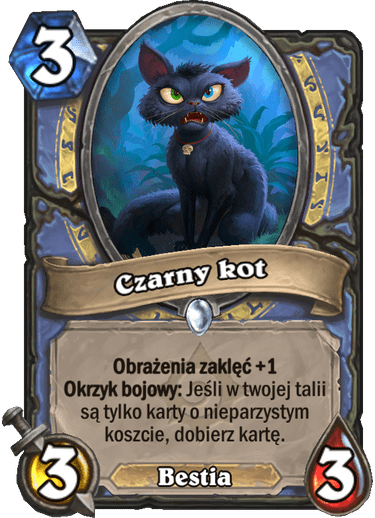 3
Czarny kot
Obrażenia zaklęć +1
Okrzyk bojowy: Jeśli w twojej talii
są tylko karty o nieparzystym
koszcie, dobierz kartę.
3
Bestia
3